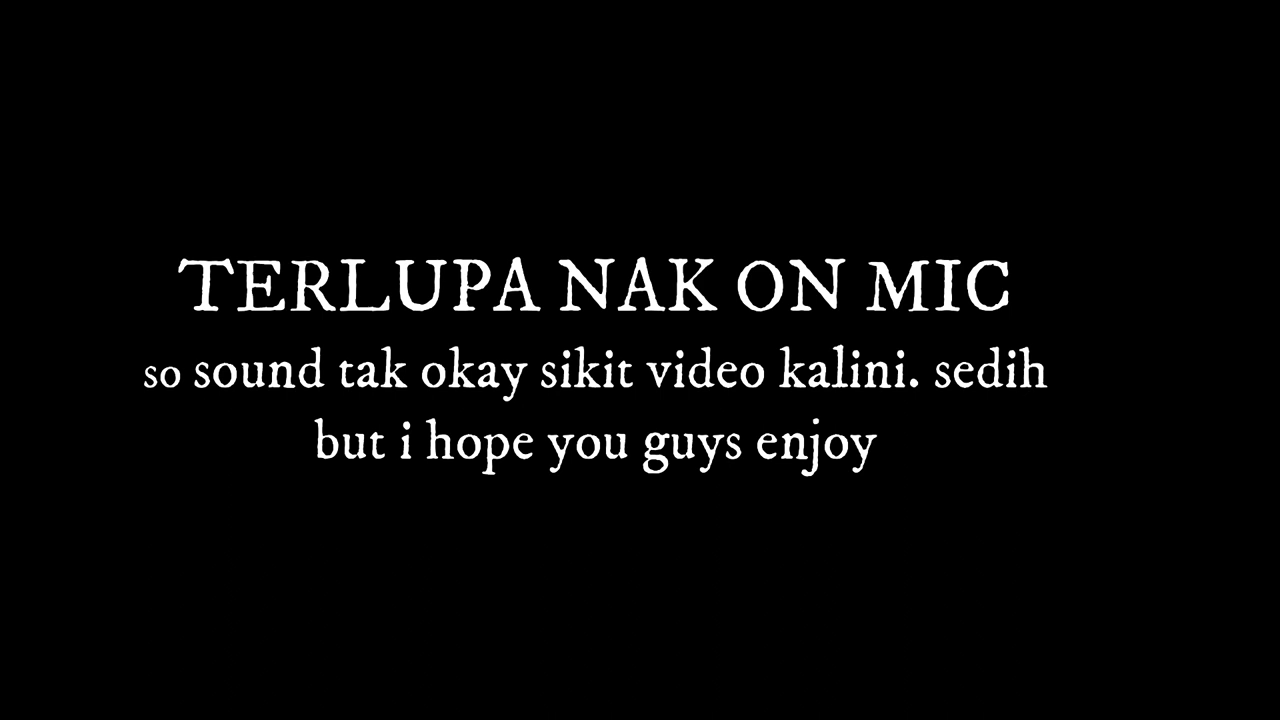 TERLUPA NAK ON MIC
so sound tak okay sikit video kalini. sedih
but i hope you guys enjoy